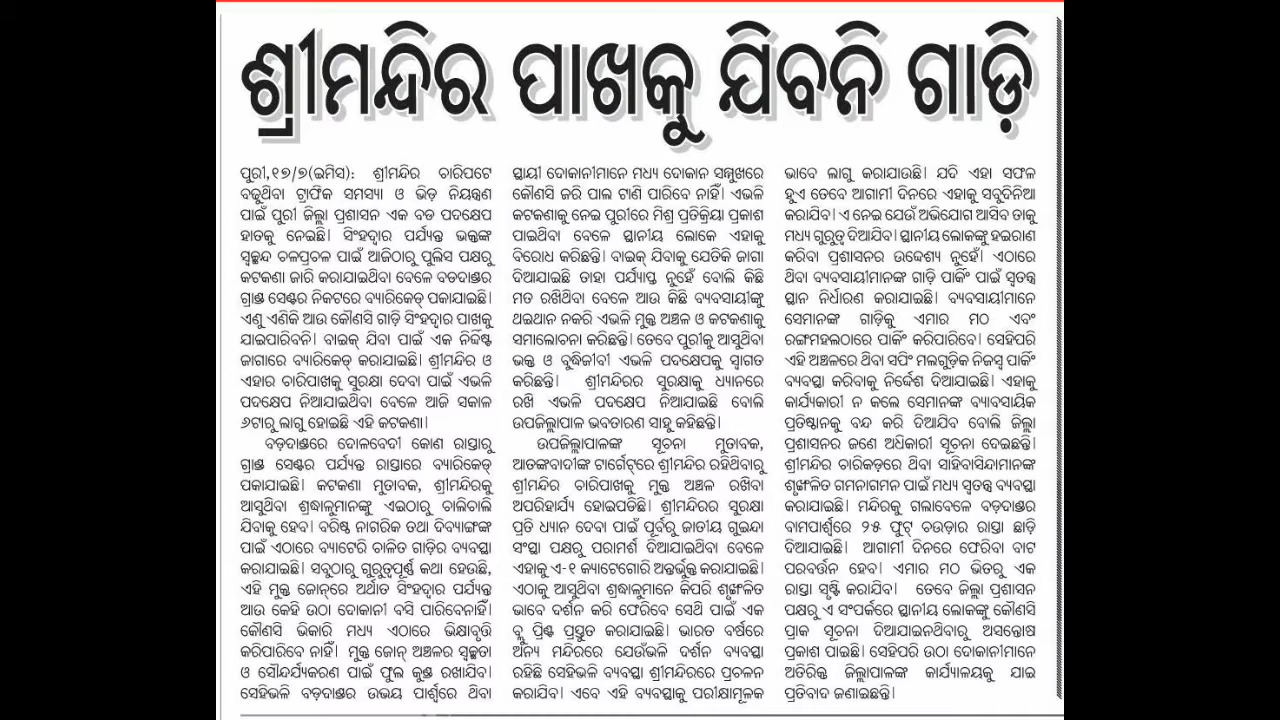 ଶ୍ରୀମନ୍ଦିର ପାଖକୁ ଯିବନି ଗାଡ଼ି
ପୁରୀ,୧୭/୭(ଇମିସ): ଶ୍ରୀମନ୍ଦିର ଚାରିପଟେ
ବଢୁଥିବା ଟ୍ରାଫିକ ସମସ୍ୟା ଓ ଭିଡ଼ ନିୟନ୍ତ୍ରଣ
ପାଇଁ ପୁରୀ ଜିଲ୍ଲା ପ୍ରଶାସନ ଏକ ବଡ ପଦକ୍ଷେପ
ହାତକୁ ନେଇଛି। ସିଂହଦ୍ୱାର ପର୍ଯ୍ୟନ୍ତ ଭକ୍ତଙ୍କ
ସ୍ୱଚ୍ଛନ୍ଦ ଚଳପ୍ରଚଳ ପାଇଁ ଆଜିଠାରୁ ପୁଲିସ ପକ୍ଷରୁ
କଟକଣା ଜାରି କରାଯାଇଥିବା ବେଳେ ବଡଦାଣ୍ଡର
ଗ୍ରାଣ୍ଡ ସେଣ୍ଟର ନିକଟରେ ବ୍ୟାରିକେଡ୍ ପକାଯାଇଛି।
ଏଣୁ ଏଣିକି ଆଉ କୌଣସି ଗାଡ଼ି ସିଂହଦ୍ୱାର ପାଖକୁ
ଯାଇପାରିବନି। ବାଇକ୍ ଯିବା ପାଇଁ ଏକ ନିର୍ଦ୍ଦିଷ୍ଟ
ଜାଗାରେ ବ୍ୟାରିକେଡ୍ କରାଯାଇଛି। ଶ୍ରୀମନ୍ଦିର ଓ
ଏହାର ଚାରିପାଖକୁ ସୁରକ୍ଷା ଦେବା ପାଇଁ ଏଭଳି
ପଦକ୍ଷେପ ନିଆଯାଇଥିବା ବେଳେ ଆଜି ସକାଳ
୬ଟାରୁ ଲାଗୁ ହୋଇଛି ଏହି କଟକଣା।
ବଡ଼ଦାଣ୍ଡରେ ଦୋଳବେଦୀ କୋଣ ରାସ୍ତାରୁ
ଗ୍ରାଣ୍ଡ ସେଣ୍ଟର ପର୍ଯ୍ୟନ୍ତ ରାସ୍ତାରେ ବ୍ୟାରିକେଡ୍
ପକାଯାଇଛି। କଟକଣା ମୁତାବକ, ଶ୍ରୀମନ୍ଦିରକୁ
ଆସୁଥିବା ଶ୍ରଦ୍ଧାଳୁମାନଙ୍କୁ ଏଇଠାରୁ ଚାଲିଚାଲି
ଯିବାକୁ ହେବ। ବରିଷ୍ଠ ନାଗରିକ ତଥା ଦିବ୍ୟାଙ୍ଗଙ୍କ
ପାଇଁ ଏଠାରେ ବ୍ୟାଟେରି ଚାଳିତ ଗାଡ଼ିର ବ୍ୟବସ୍ଥା
କରାଯାଇଛି। ସବୁଠାରୁ ଗୁରୁତ୍ୱପୂର୍ଣ୍ଣ କଥା ହେଉଛି,
ଏହି ମୁକ୍ତ ଜୋନ୍‌ରେ ଅର୍ଥାତ ସିଂହଦ୍ୱାର ପର୍ଯ୍ୟନ୍ତ
ଆଉ କେହି ଉଠା ଦୋକାନୀ ବସି ପାରିବେନାହିଁ।
କୌଣସି ଭିକାରି ମଧ୍ୟ ଏଠାରେ ଭିକ୍ଷାବୃତ୍ତି
କରିପାରିବେ ନାହିଁ। ମୁକ୍ତ ଜୋନ୍ ଅଞ୍ଚଳର ସ୍ୱଚ୍ଛତା
ଓ ସୌନ୍ଦର୍ଯ୍ୟକରଣ ପାଇଁ ଫୁଲ କୁଣ୍ଡ ରଖାଯିବ।
ସେହିଭଳି ବଡ଼ଦାଣ୍ଡର ଉଭୟ ପାର୍ଶ୍ୱରେ ଥିବା
ସ୍ଥାୟୀ ଦୋକାନୀମାନେ ମଧ୍ୟ ଦୋକାନ ସମ୍ମୁଖରେ
କୌଣସି ଜରି ପାଲ ଟାଣି ପାରିବେ ନାହିଁ। ଏଭଳି
କଟକଣାକୁ ନେଇ ପୁରୀରେ ମିଶ୍ର ପ୍ରତିକ୍ରିୟା ପ୍ରକାଶ
ପାଇଥିବା ବେଳେ ସ୍ଥାନୀୟ ଲୋକେ ଏହାକୁ
ବିରୋଧ କରିଛନ୍ତି। ବାଇକ୍ ଯିବାକୁ ଯେତିକି ଜାଗା
ଦିଆଯାଇଛି ତାହା ପର୍ଯ୍ୟାପ୍ତ ନୁହେଁ ବୋଲି କିଛି
ମତ ରଖିଥିବା ବେଳେ ଆଉ କିଛି ବ୍ୟବସାୟୀଙ୍କୁ
ଥଇଥାନ ନକରି ଏଭଳି ମୁକ୍ତ ଅଞ୍ଚଳ ଓ କଟକଣାକୁ
ସମାଲୋଚନା କରିଛନ୍ତି। ତେବେ ପୁରୀକୁ ଆସୁଥିବା
ଭକ୍ତ ଓ ବୁଦ୍ଧିଜୀବୀ ଏଭଳି ପଦକ୍ଷେପକୁ ସ୍ୱାଗତ
କରିଛନ୍ତି। ଶ୍ରୀମନ୍ଦିରର ସୁରକ୍ଷାକୁ ଧ୍ୟାନରେ
ରଖି ଏଭଳି ପଦକ୍ଷେପ ନିଆଯାଇଛି ବୋଲି
ଉପଜିଲ୍ଲାପାଳ ଭବତାରଣ ସାହୁ କହିଛନ୍ତି।
ଉପଜିଲ୍ଲାପାଳଙ୍କ ସୂଚନା ମୁତାବକ,
ଆତଙ୍କବାଦୀଙ୍କ ଟାର୍ଗେଟ୍‌ରେ ଶ୍ରୀମନ୍ଦିର ରହିଥିବାରୁ
ଶ୍ରୀମନ୍ଦିର ଚାରିପାଖକୁ ମୁକ୍ତ ଅଞ୍ଚଳ ରଖିବା
ଅପରିହାର୍ଯ୍ୟ ହୋଇପଡିଛି। ଶ୍ରୀମନ୍ଦିରର ସୁରକ୍ଷା
ପ୍ରତି ଧ୍ୟାନ ଦେବା ପାଇଁ ପୂର୍ବରୁ ଜାତୀୟ ଗୁଇନ୍ଦା
ସଂସ୍ଥା ପକ୍ଷରୁ ପରାମର୍ଶ ଦିଆଯାଇଥିବା ବେଳେ
ଏହାକୁ ଏ-୧ କ୍ୟାଟେଗୋରି ଅନ୍ତର୍ଭୁକ୍ତ କରାଯାଇଛି।
ଏଠାକୁ ଆସୁଥିବା ଶ୍ରଦ୍ଧାଳୁମାନେ କିପରି ଶୃଙ୍ଖଳିତ
ଭାବେ ଦର୍ଶନ କରି ଫେରିବେ ସେଥି ପାଇଁ ଏକ
ବ୍ଲୁ ପ୍ରିଣ୍ଟ ପ୍ରସ୍ତୁତ କରାଯାଇଛି। ଭାରତ ବର୍ଷରେ
ଅନ୍ୟ ମନ୍ଦିରରେ ଯେଉଁଭଳି ଦର୍ଶନ ବ୍ୟବସ୍ଥା
ରହିଛି ସେହିଭଳି ବ୍ୟବସ୍ଥା ଶ୍ରୀମନ୍ଦିରରେ ପ୍ରଚଳନ
କରାଯିବ। ଏବେ ଏହି ବ୍ୟବସ୍ଥାକୁ ପରୀକ୍ଷାମୂଳକ
ଭାବେ ଲାଗୁ କରାଯାଉଛି। ଯଦି ଏହା ସଫଳ
ହୁଏ ତେବେ ଆଗାମୀ ଦିନରେ ଏହାକୁ ସବୁଦିନିଆ
କରାଯିବ। ଏ ନେଇ ଯେଉଁ ଅଭିଯୋଗ ଆସିବ ତାକୁ
ମଧ୍ୟ ଗୁରୁତ୍ୱ ଦିଆଯିବ। ସ୍ଥାନୀୟ ଲୋକଙ୍କୁ ହଇରାଣ
କରିବା ପ୍ରଶାସନର ଉଦ୍ଦେଶ୍ୟ ନୁହେଁ। ଏଠାରେ
ଥିବା ବ୍ୟବସାୟୀମାନଙ୍କ ଗାଡ଼ି ପାର୍କିଂ ପାଇଁ ସ୍ୱତନ୍ତ୍ର
ସ୍ଥାନ ନିର୍ଧାରଣ କରାଯାଇଛି। ବ୍ୟବସାୟୀମାନେ
ସେମାନଙ୍କ ଗାଡ଼ିକୁ ଏମାର ମଠ ଏବଂ
ରଙ୍ଗମହଲଠାରେ ପାର୍କିଂ କରିପାରିବେ। ସେହିପରି
ଏହି ଅଞ୍ଚଳରେ ଥିବା ସପିଂ ମଲଗୁଡ଼ିକ ନିଜସ୍ୱ ପାର୍କିଂ
ବ୍ୟବସ୍ଥା କରିବାକୁ ନିର୍ଦ୍ଦେଶ ଦିଆଯାଇଛି। ଏହାକୁ
କାର୍ଯ୍ୟକାରୀ ନ କଲେ ସେମାନଙ୍କ ବ୍ୟାବସାୟିକ
ପ୍ରତିଷ୍ଠାନକୁ ବନ୍ଦ କରି ଦିଆଯିବ ବୋଲି ଜିଲ୍ଲା
ପ୍ରଶାସନର ଜଣେ ଅଧିକାରୀ ସୂଚନା ଦେଇଛନ୍ତି।
ଶ୍ରୀମନ୍ଦିର ଚାରିକଡ଼ରେ ଥିବା ସାହିବାସିନ୍ଦାମାନଙ୍କ
ଶୃଙ୍ଖଳିତ ଗମନାଗମନ ପାଇଁ ମଧ୍ୟ ସ୍ୱତନ୍ତ୍ର ବ୍ୟବସ୍ଥା
କରାଯାଇଛି। ମନ୍ଦିରକୁ ଗଲାବେଳେ ବଡ଼ଦାଣ୍ଡର
ବାମପାର୍ଶ୍ୱରେ ୨୫ ଫୁଟ୍ ଚଉଡ଼ାର ରାସ୍ତା ଛାଡ଼ି
ଦିଆଯାଇଛି। ଆଗାମୀ ଦିନରେ ଫେରିବା ବାଟ
ପରବର୍ତ୍ତନ ହେବ। ଏମାର ମଠ ଭିତରୁ ଏକ
ରାସ୍ତା ସୃଷ୍ଟି କରାଯିବ। ତେବେ ଜିଲ୍ଲା ପ୍ରଶାସନ
ପକ୍ଷରୁ ଏ ସଂପର୍କରେ ସ୍ଥାନୀୟ ଲୋକଙ୍କୁ କୌଣସି
ପ୍ରାକ ସୂଚନା ଦିଆଯାଇନଥିବାରୁ ଅସନ୍ତୋଷ
ପ୍ରକାଶ ପାଇଛି। ସେହିପରି ଉଠା ଦୋକାନୀମାନେ
ଅତିରିକ୍ତ ଜିଲ୍ଲାପାଳଙ୍କ କାର୍ଯ୍ୟାଳୟକୁ ଯାଇ
ପ୍ରତିବାଦ ଜଣାଇଛନ୍ତି।